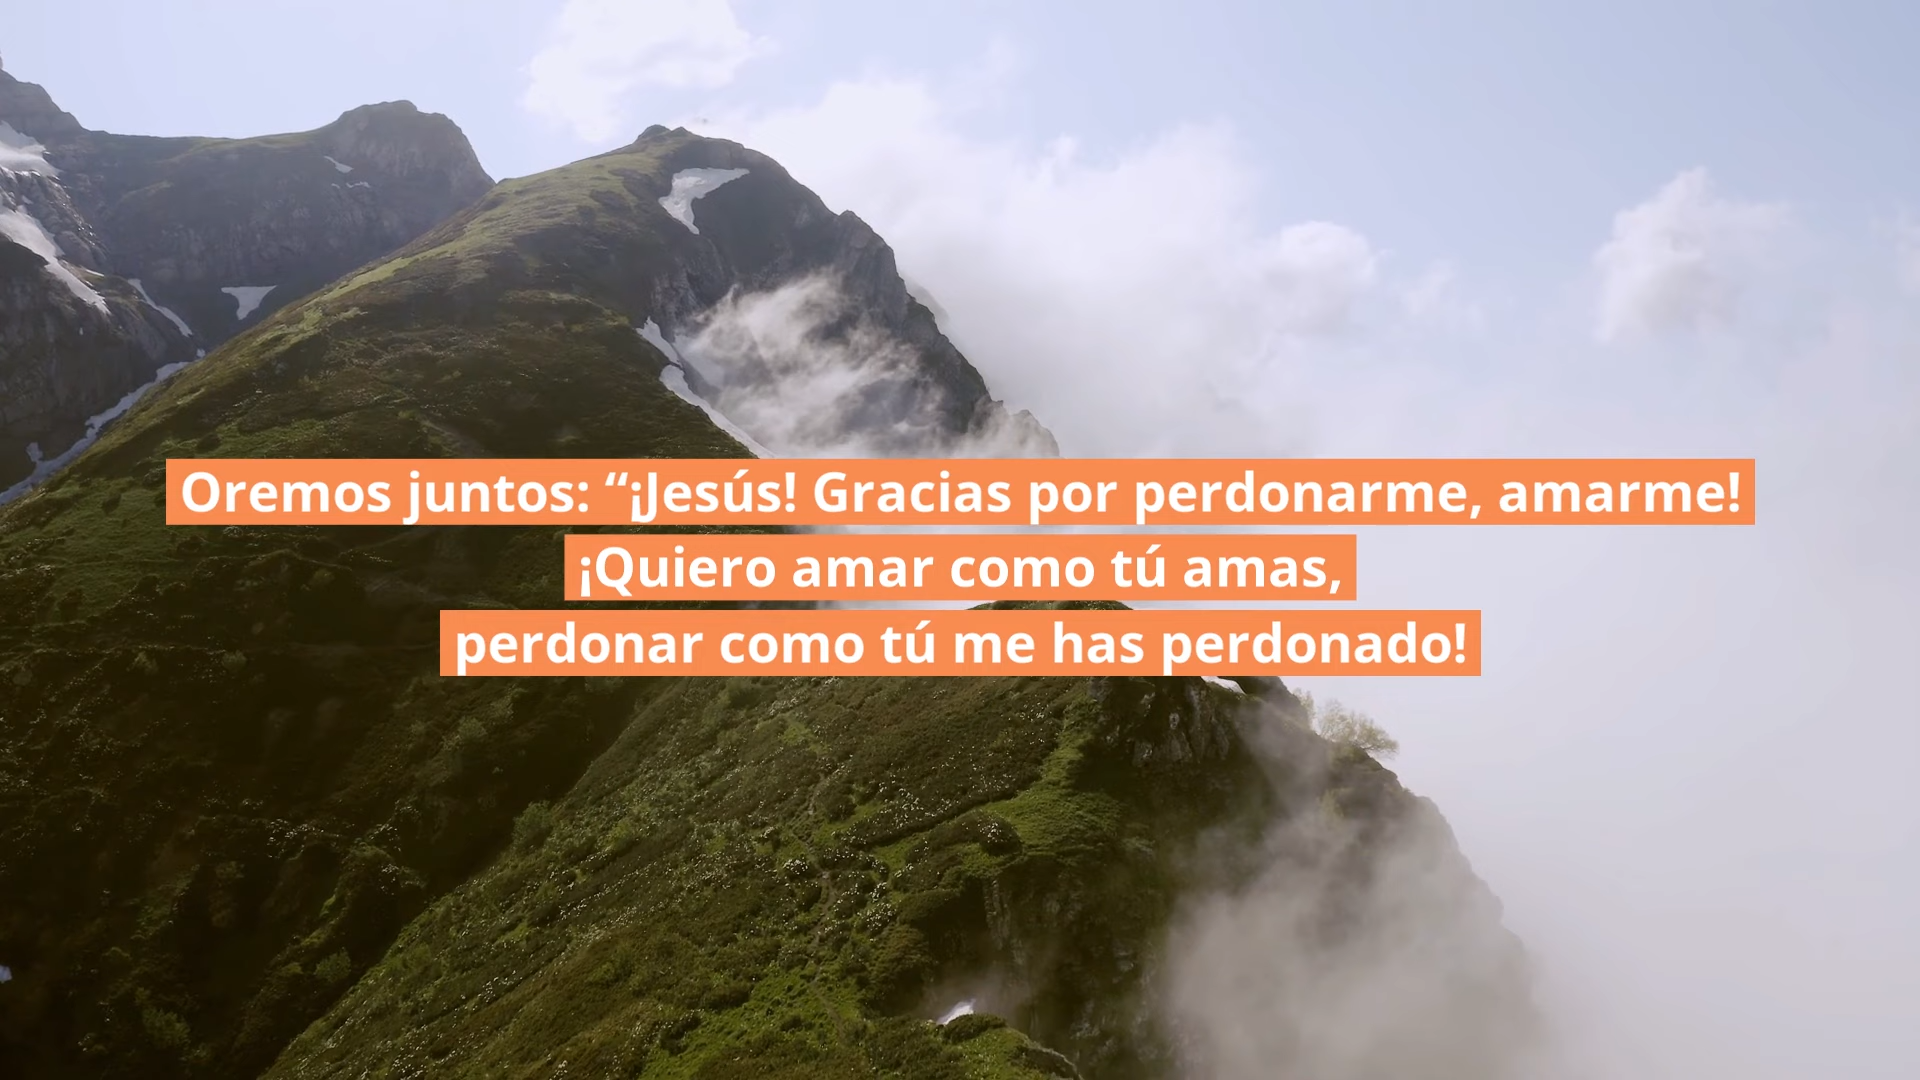 Oremos juntos: “¡Jesús! Gracias por perdonarme, amarme!
¡Quiero amar como tú amas,
perdonar como tú me has perdonado!